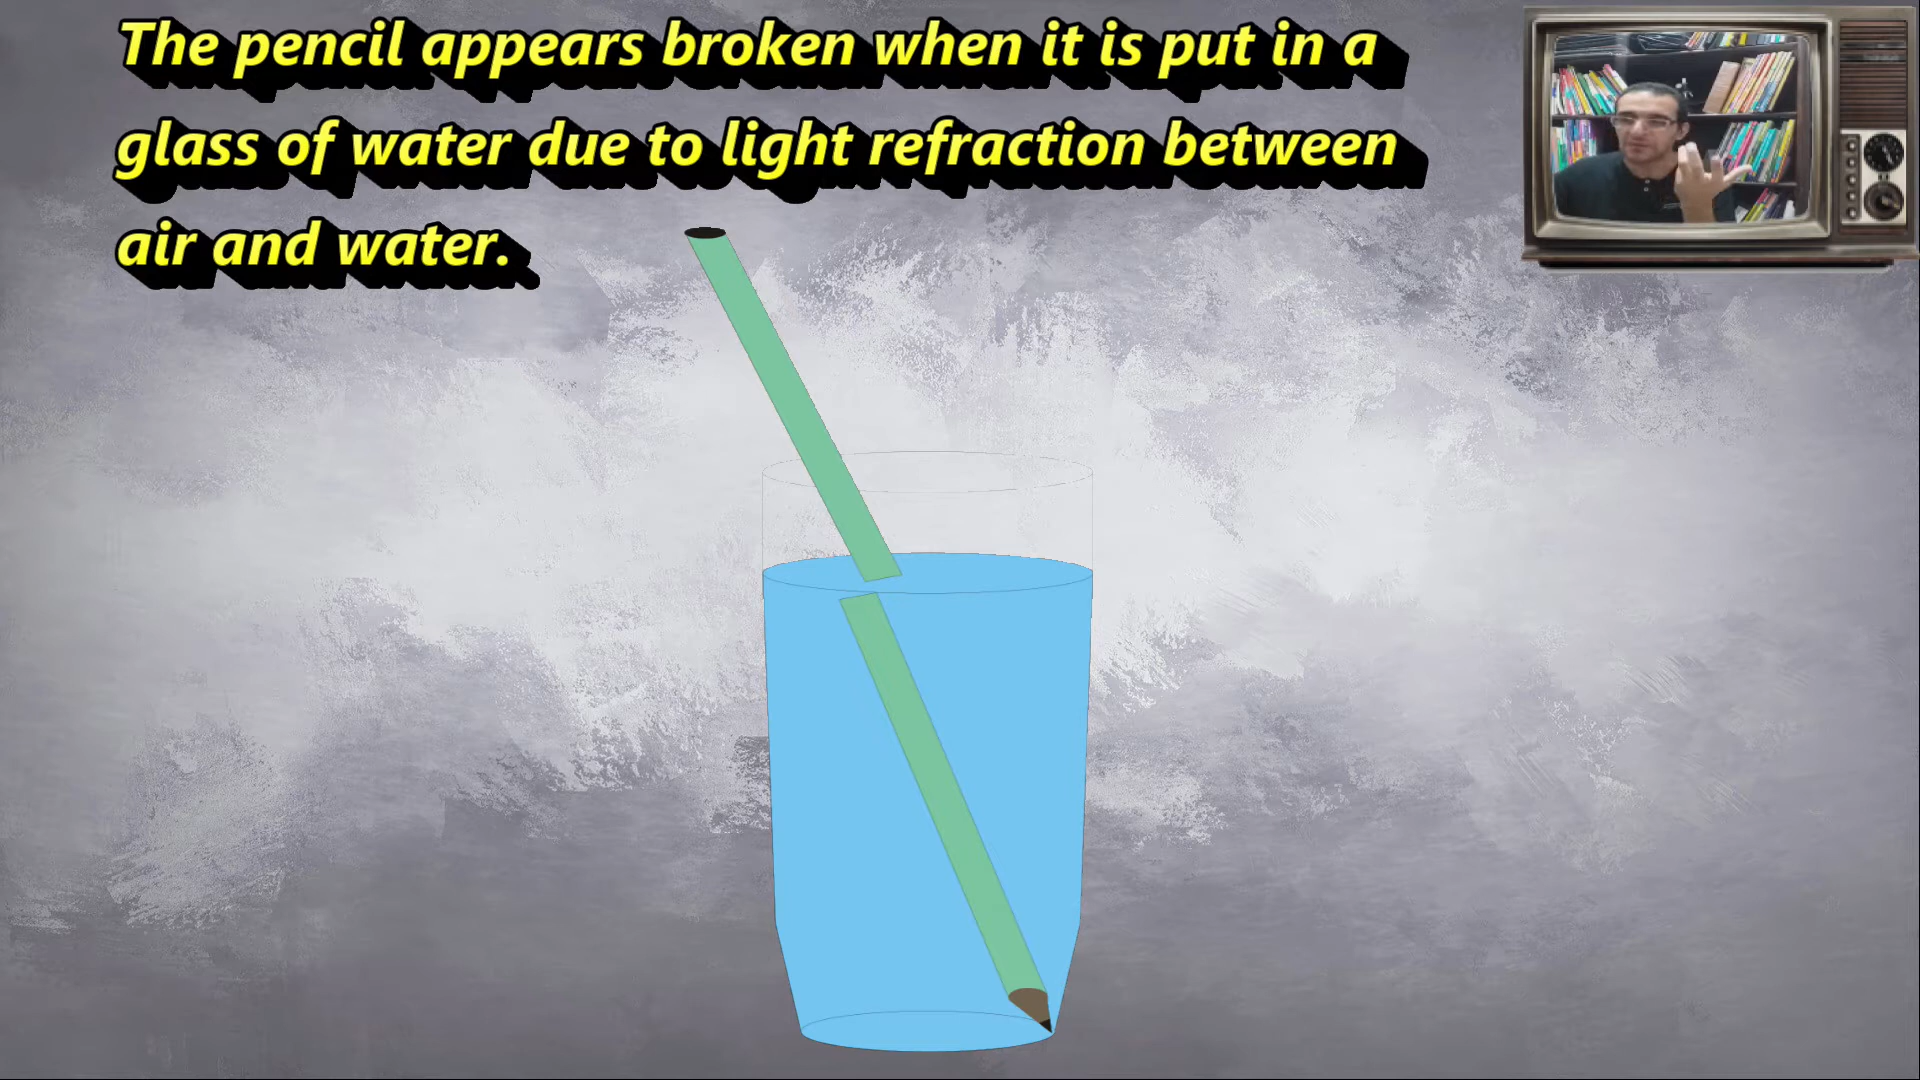 The pencil appears broken when it is put in a
glass of water due to light refraction between
air and water.